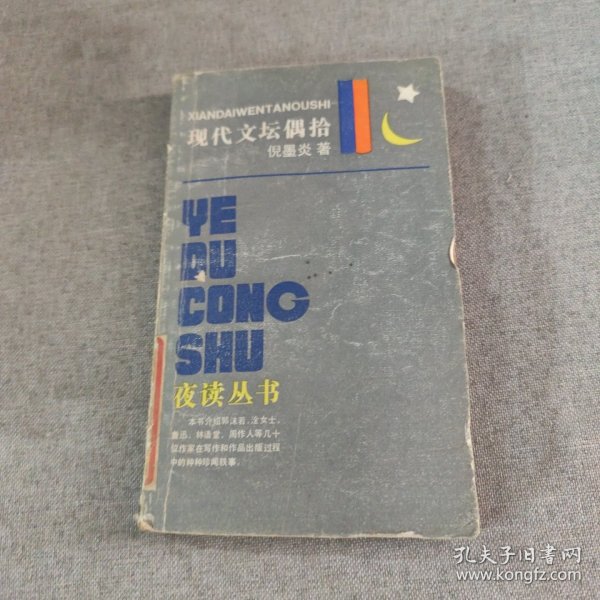 XIANDAIWENTANOUSHI
现代文坛偶拾
倪墨炎 著
YE
DU
CONG
SHU
夜读丛书
本书介绍郭沫若、淦女士、
鲁迅、林语堂、周作人等几十
位作家在写作和作品出版过程
中的种种珍闻轶事。
孔夫子旧书网
www.kongfz.com